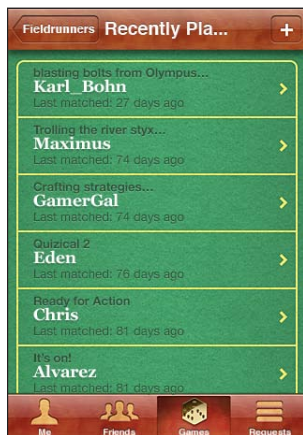 Fieldrunners
Recently Pla...
+
blasting bolts from Olympus...
Karl_Bohn
Last matched: 27 days ago
Trolling the river styx...
Maximus
Last matched: 74 days ago
Crafting strategies...
GamerGal
Last matched: 74 days ago
Quizical 2
Eden
Last matched: 76 days ago
Ready for Action
Chris
Last matched: 81 days ago
It's on!
Alvarez
Last matched: 81 days ago
Me
Friends
Games
Requests